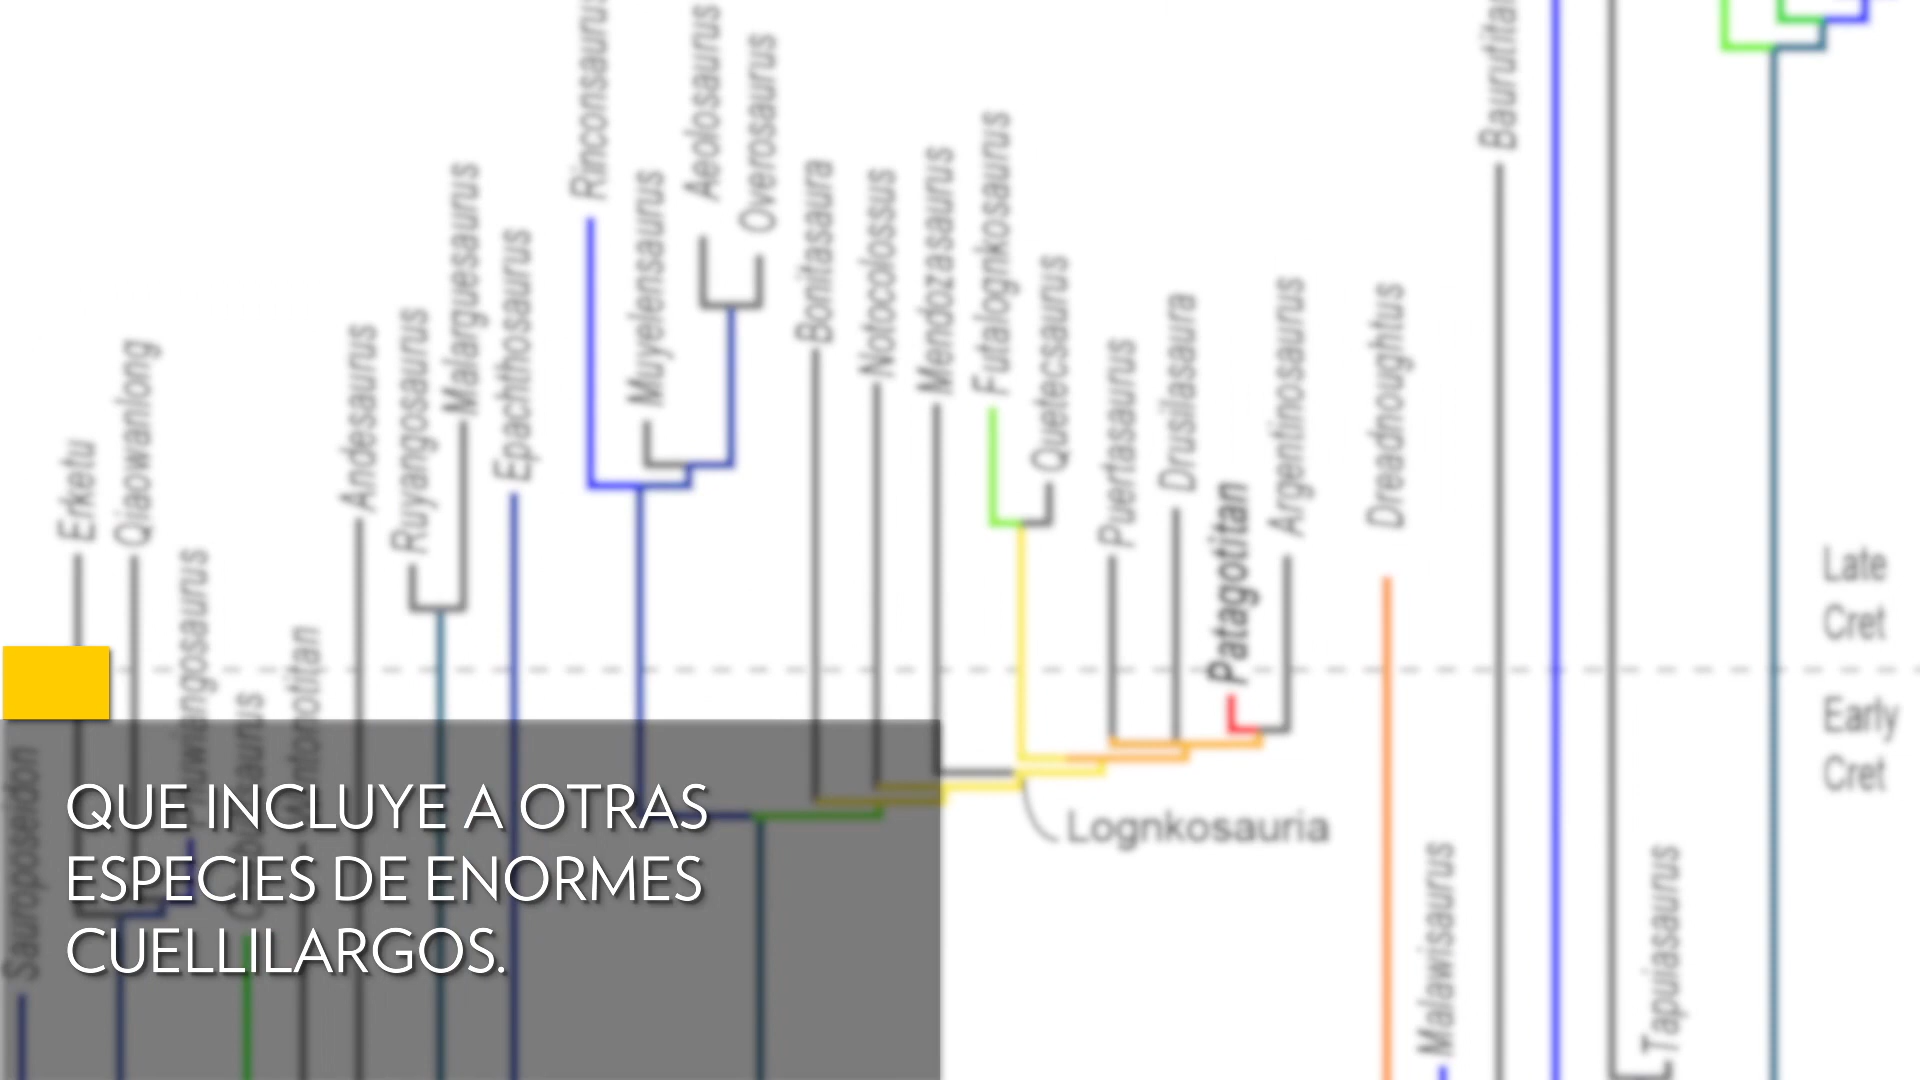 Rinconsaurus
Aeolosaurus
Overosaurus
Baurutitan
Malarguesaurus
Epachthosaurus
Muyelensaurus
Bonitasaura
Notocolossus
Mendozasaurus
Futalognkosaurus
Quetecsaurus
Erketu
Qiaowanlong
Andesaurus
Ruyangosaurus
Puertasaurus
Drusilasaura
Patagotitan
Argentinosaurus
Dreadnoughtus
Late
Cret
Early
Cret
Sauroposeidon
Lognkosauria
Malawisaurus
Tapuiasaurus
QUE INCLUYE A OTRAS
ESPECIES DE ENORMES
CUELLILARGOS.